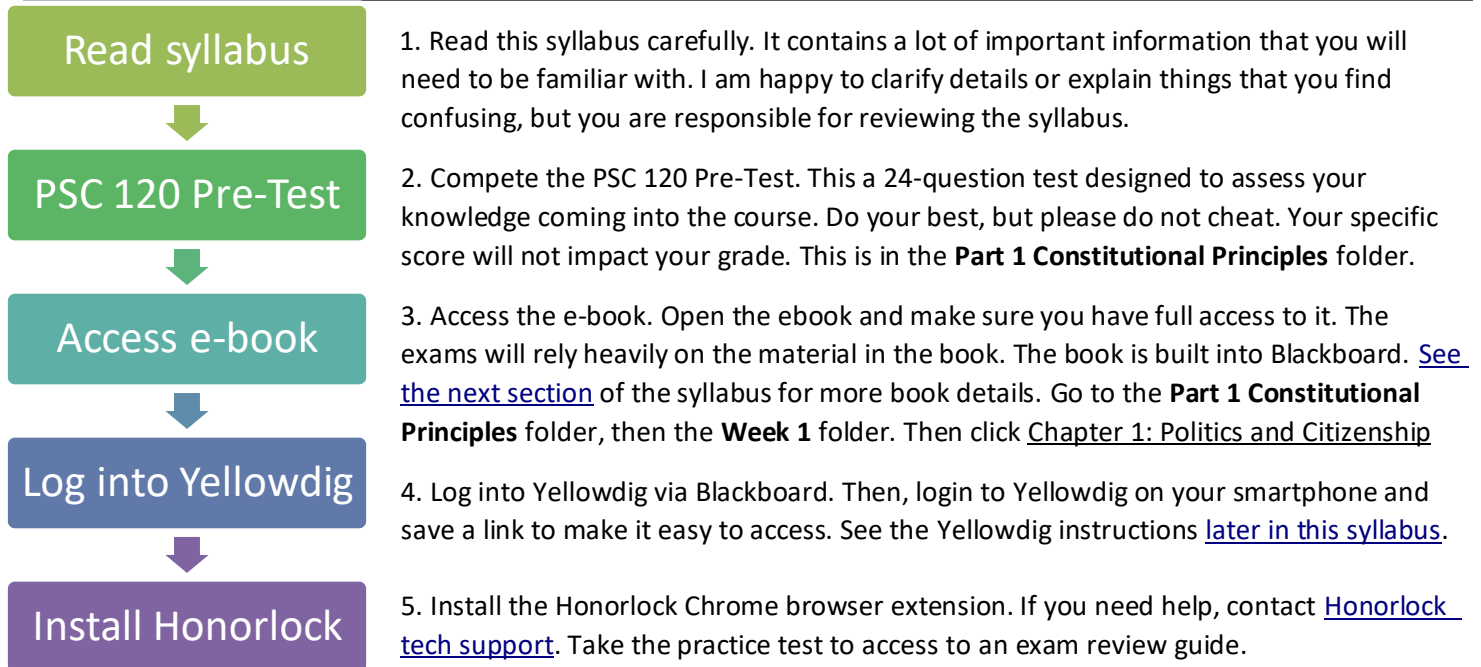 Read syllabus
1. Read this syllabus carefully. It contains a lot of important information that you will
need to be familiar with. I am happy to clarify details or explain things that you find
confusing, but you are responsible for reviewing the syllabus.
PSC 120 Pre-Test
2. Compete the PSC 120 Pre-Test. This a 24-question test designed to assess your
knowledge coming into the course. Do your best, but please do not cheat. Your specific
score will not impact your grade. This is in the Part 1 Constitutional Principles folder.
Access e-book
3. Access the e-book. Open the ebook and make sure you have full access to it. The
exams will rely heavily on the material in the book. The book is built into Blackboard. See
the next section of the syllabus for more book details. Go to the Part 1 Constitutional
Principles folder, then the Week 1 folder. Then click Chapter 1: Politics and Citizenship
Log into Yellowdig
4. Log into Yellowdig via Blackboard. Then, login to Yellowdig on your smartphone and
save a link to make it easy to access. See the Yellowdig instructions later in this syllabus.
Install Honorlock
5. Install the Honorlock Chrome browser extension. If you need help, contact Honorlock
tech support. Take the practice test to access to an exam review guide.